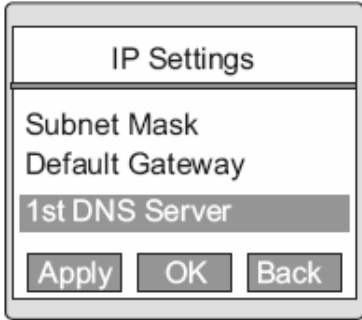 IP Settings
Subnet Mask
Default Gateway
1st DNS Server
Apply OK Back